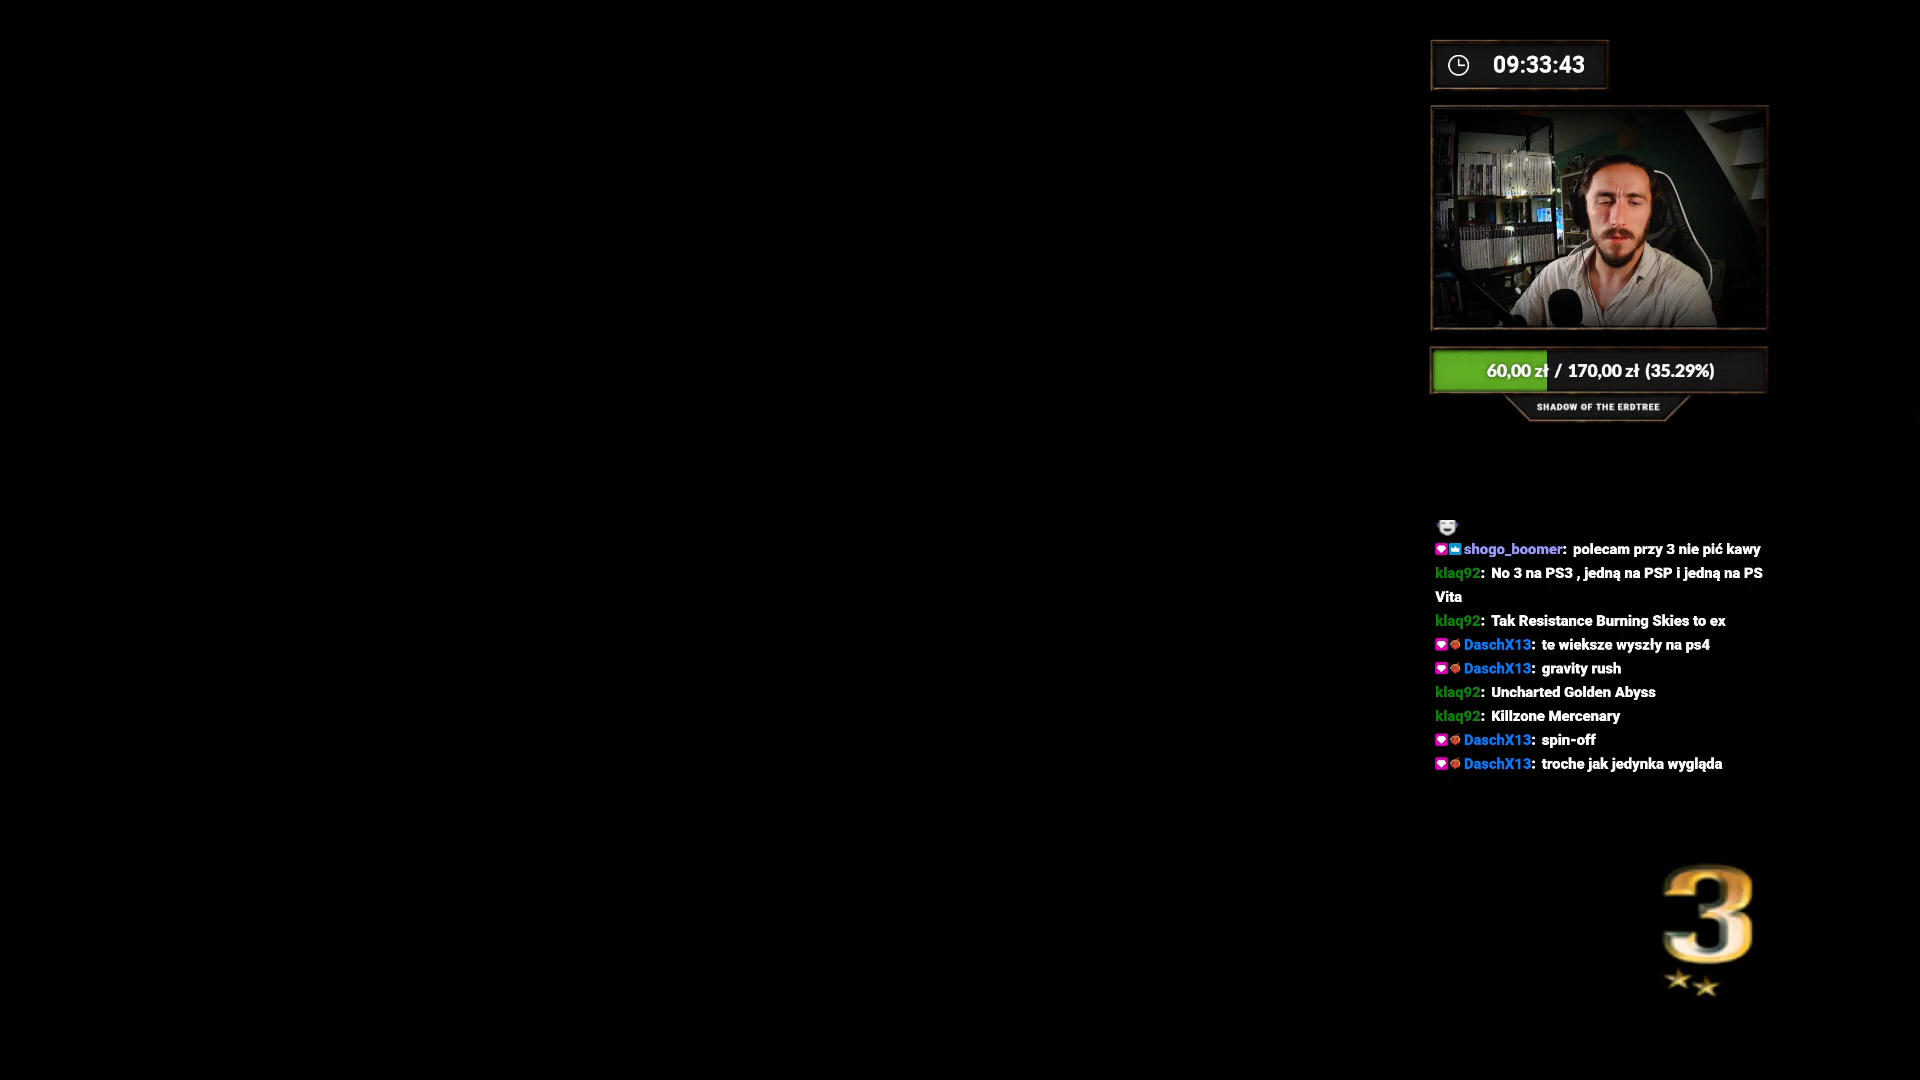 09:33:43
60,00 zł / 170,00 zł (35.29%)
SHADOW OF THE ERDTREE
shogo_boomer: polecam przy 3 nie pić kawy
klaq92: No 3 na PS3 , jedną na PSP i jedną na PS
Vita
klaq92: Tak Resistance Burning Skies to ex
DaschX13: te wieksze wyszły na ps4
DaschX13: gravity rush
klaq92: Uncharted Golden Abyss
klaq92: Killzone Mercenary
DaschX13: spin-off
DaschX13: troche jak jedynka wygląda
3